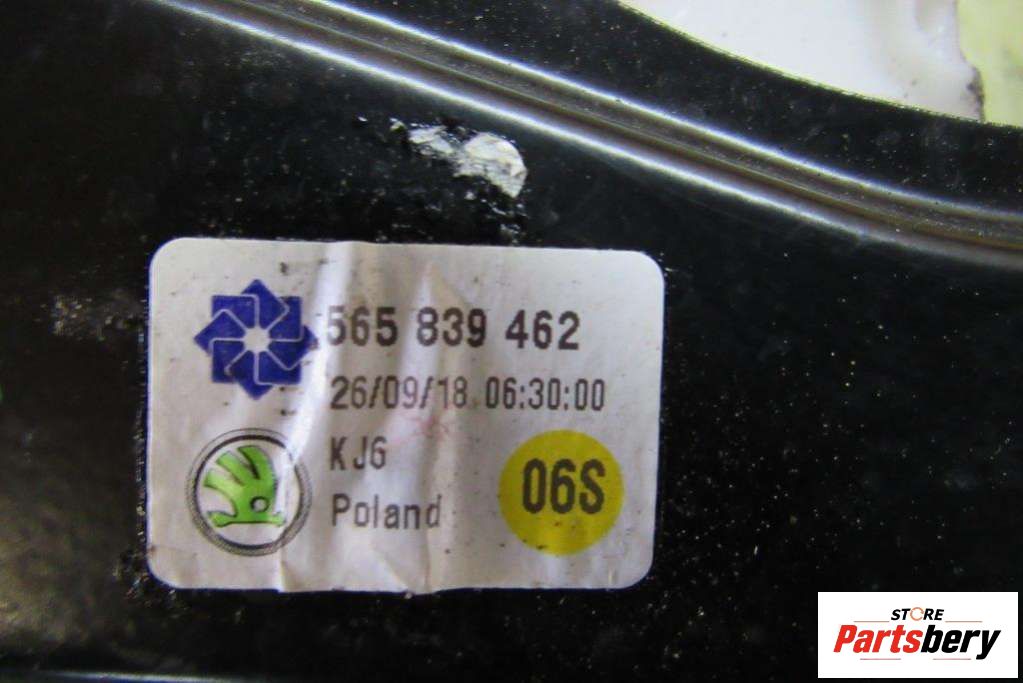 565 839 462
26/09/18 06:30:00
KJ6
Poland
06S
STORE
Partsbery